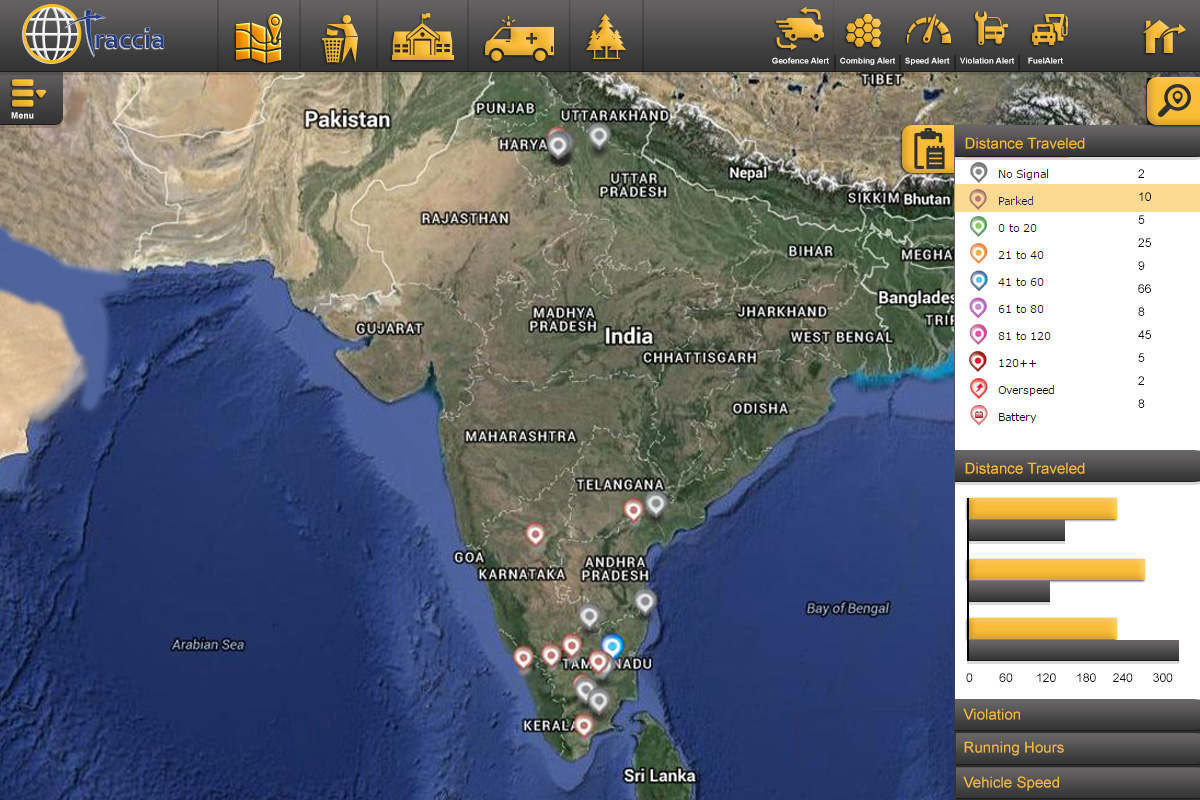 Traccia
Geofence Alert
Combing Alert
Speed Alert
Violation Alert
FuelAlert
Menu
TIBET
Pakistan
PUNJAB
UTTARAKHAND
HARYA
Nepal
UTTAR
PRADESH
SIKKIM
Bhutan
RAJASTHAN
BIHAR
MEGHA
Banglades
TRIP
GUJARAT
MADHYA
PRADESH
JHARKHAND
India
WEST BENGAL
CHHATTISGARH
ODISHA
MAHARASHTRA
TELANGANA
GOA
KARNATAKA
ANDHRA
PRADESH
Bay of Bengal
Arabian Sea
TAMIL NADU
KERALA
Sri Lanka
Distance Traveled
No Signal 2
Parked 10
0 to 20 5
21 to 40 25
41 to 60 9
61 to 80 66
81 to 120 8
120++ 45
Overspeed 5
Battery 2
8
Distance Traveled
0 60 120 180 240 300
Violation
Running Hours
Vehicle Speed